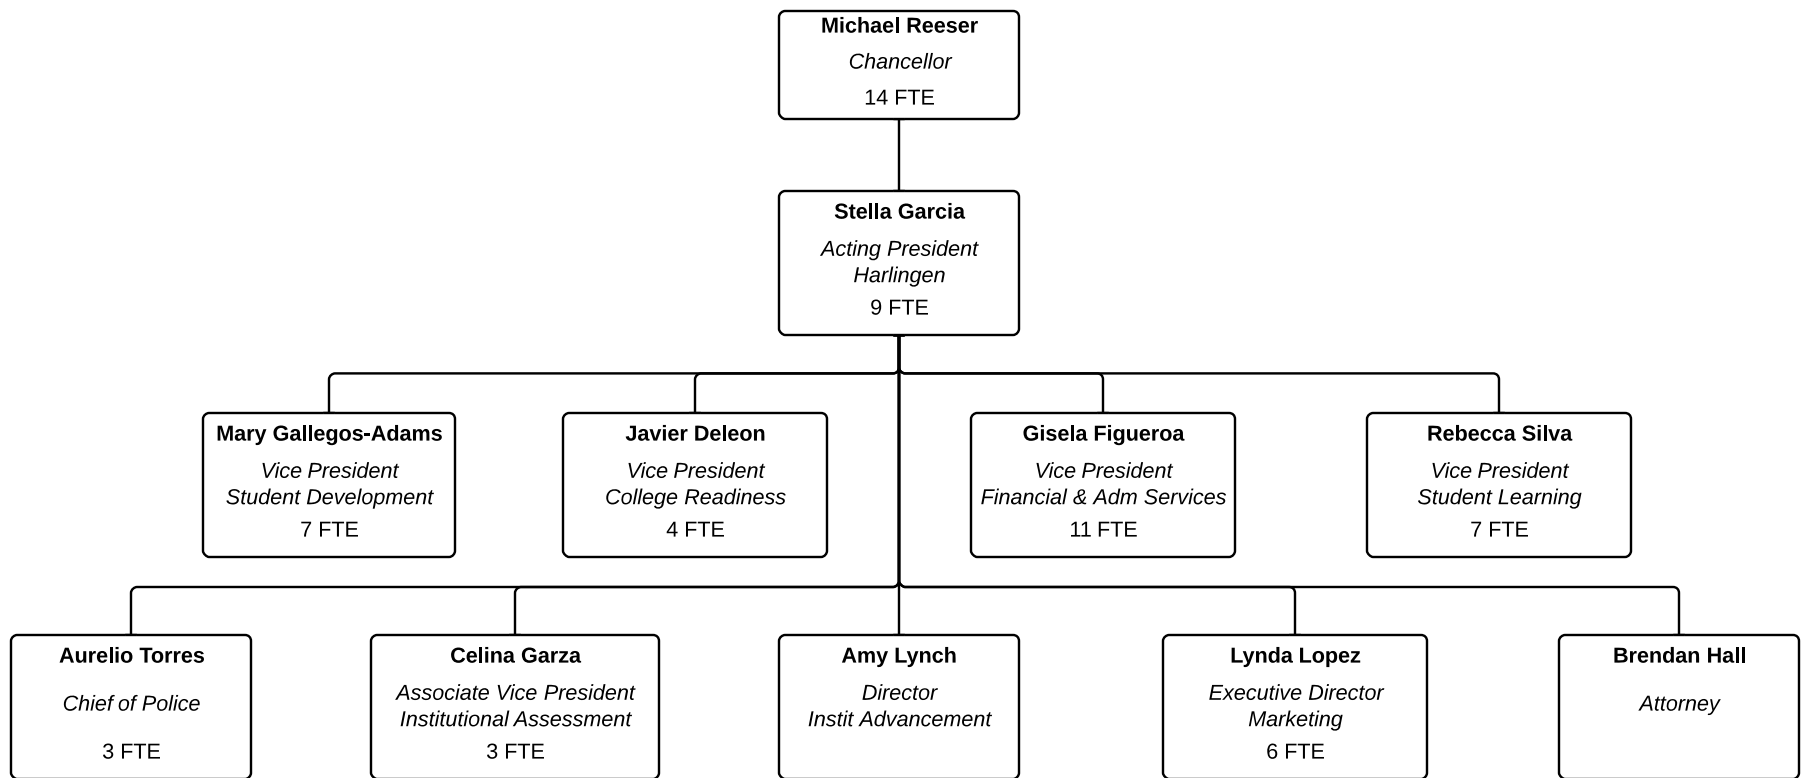 Michael Reeser
Chancellor
14 FTE
Stella Garcia
Acting President
Harlingen
9 FTE
Mary Gallegos-Adams
Vice President
Student Development
7 FTE
Javier Deleon
Vice President
College Readiness
4 FTE
Gisela Figueroa
Vice President
Financial & Adm Services
11 FTE
Rebecca Silva
Vice President
Student Learning
7 FTE
Aurelio Torres
Chief of Police
3 FTE
Celina Garza
Associate Vice President
Institutional Assessment
3 FTE
Amy Lynch
Director
Instit Advancement
Lynda Lopez
Executive Director
Marketing
6 FTE
Brendan Hall
Attorney